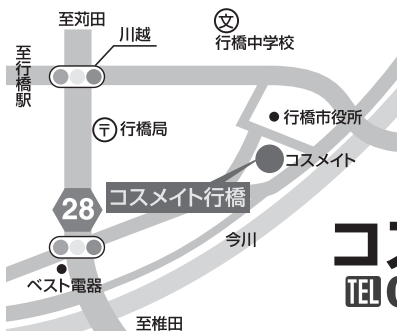 至苅田
川越
文
行橋中学校
至行橋駅
〒
行橋局
行橋市役所
コスメイト
コスメイト行橋
28
今川
ベスト電器
至椎田
コ
TEL